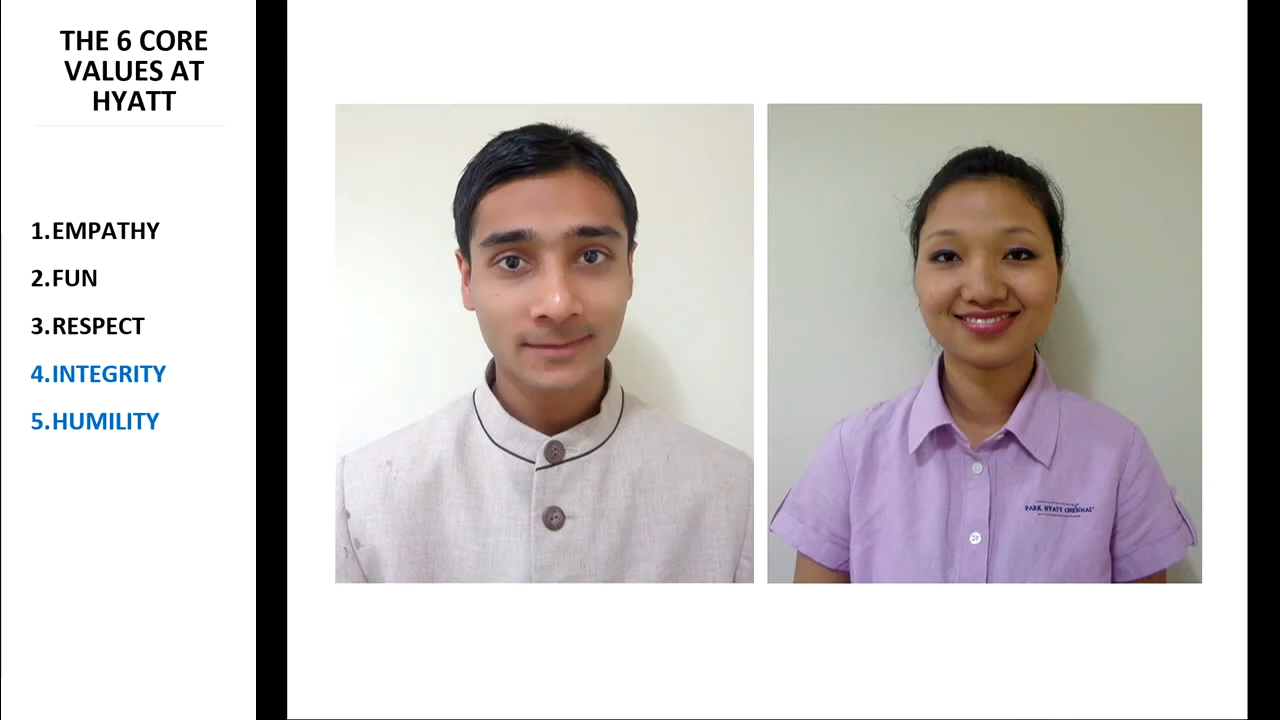 THE 6 CORE
VALUES AT
HYATT
1.EMPATHY
2.FUN
3.RESPECT
4.INTEGRITY
5.HUMILITY
PARK HYATT CHENNAI